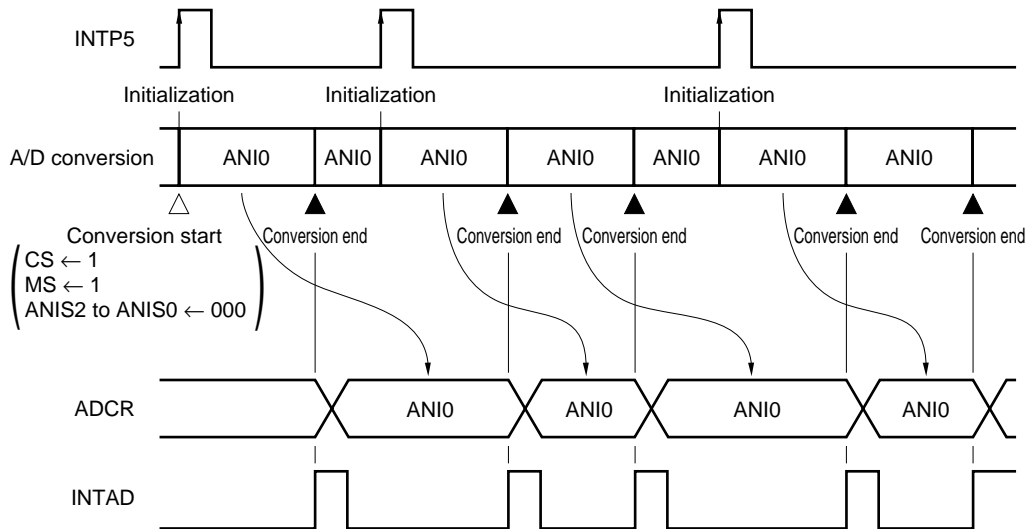 INTP5
Initialization Initialization Initialization
A/D conversion ANI0 ANI0 ANI0 ANI0 ANI0 ANI0 ANI0
Conversion start Conversion end Conversion end Conversion end Conversion end Conversion end
CS ← 1
MS ← 1
ANIS2 to ANIS0 ← 000
ADCR ANI0 ANI0 ANI0 ANI0
INTAD